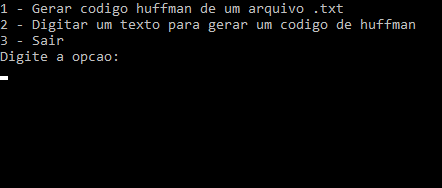 1 - Gerar codigo huffman de um arquivo .txt
2 - Digitar um texto para gerar um codigo de huffman
3 - Sair
Digite a opcao: